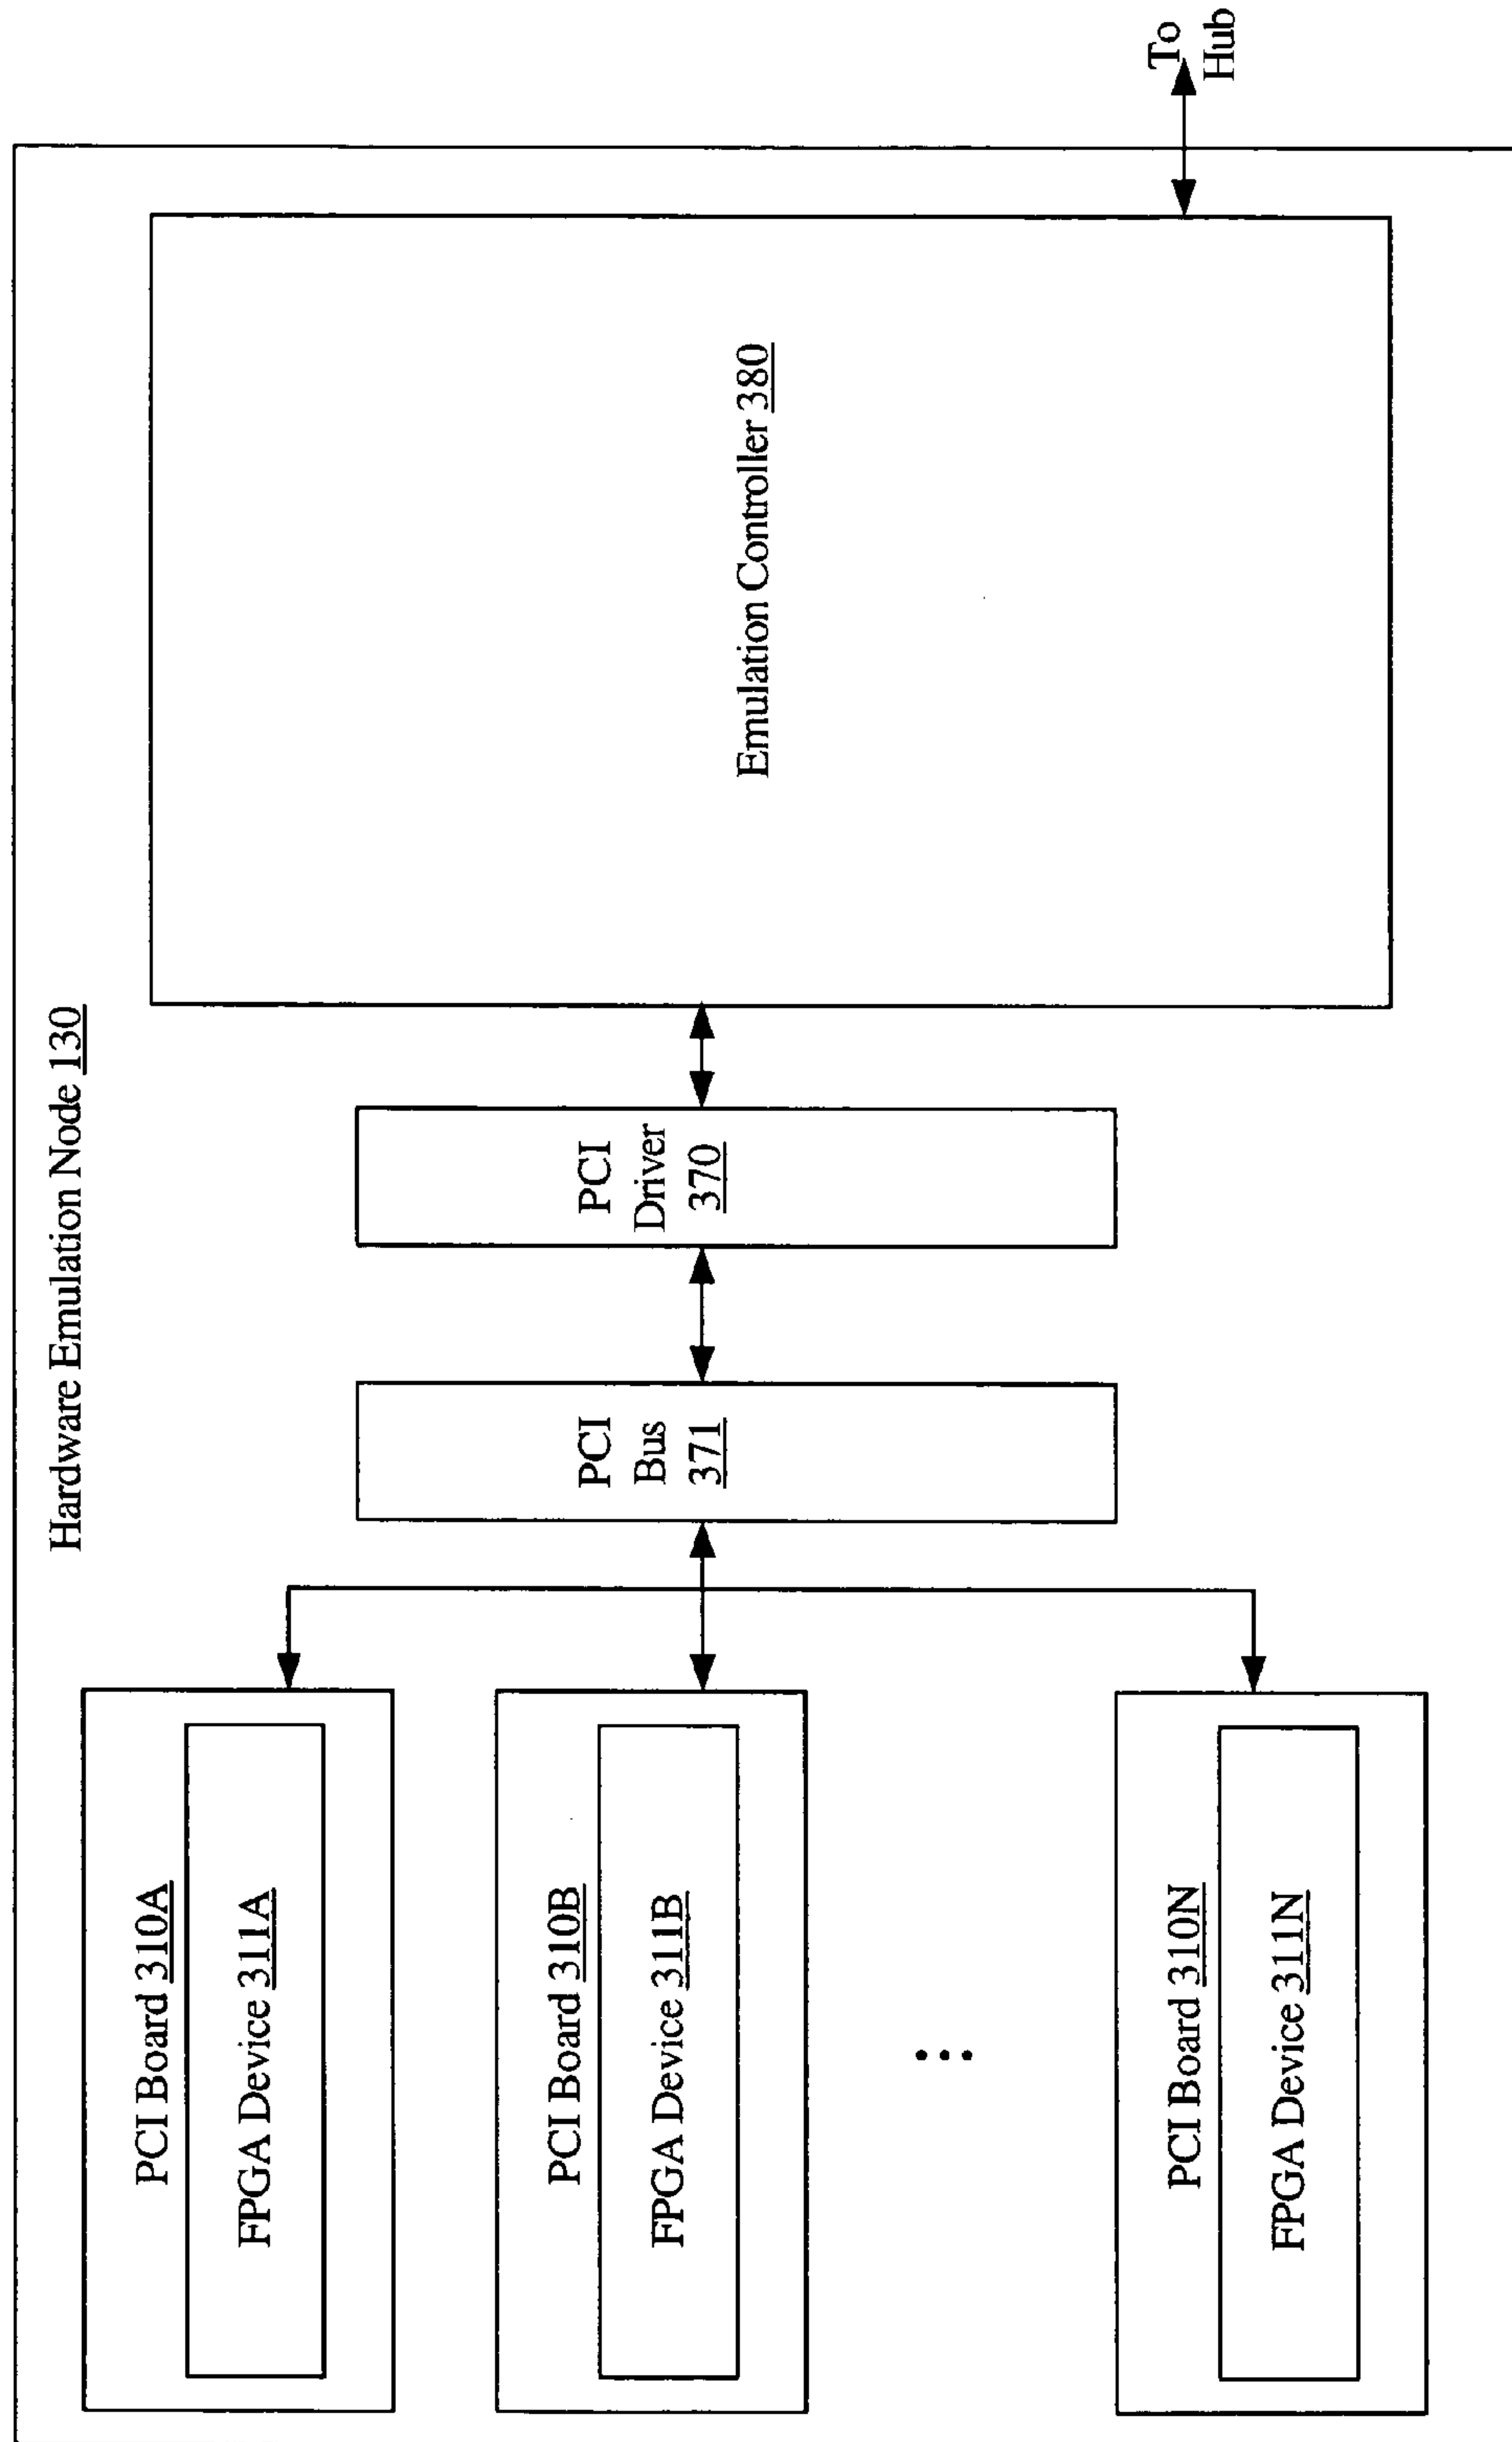 Hardware Emulation Node 130
PCI Board 310A
FPGA Device 311A
PCI Board 310B
FPGA Device 311B
PCI Board 310N
FPGA Device 311N
PCI
Bus
371
PCI
Driver
370
Emulation Controller 380
To
Hub